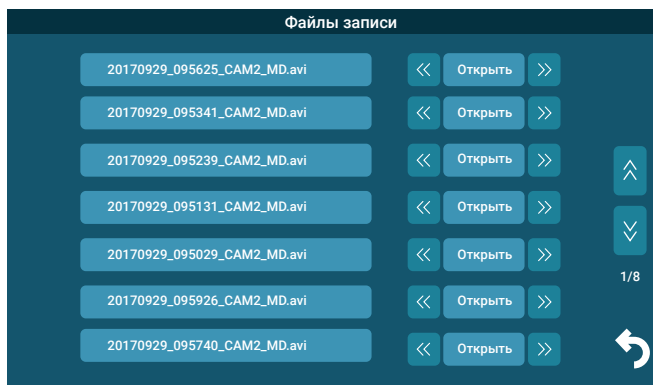 Файлы записи
20170929_095625_CAM2_MD.avi Открыть
20170929_095341_CAM2_MD.avi Открыть
20170929_095239_CAM2_MD.avi Открыть
20170929_095131_CAM2_MD.avi Открыть
20170929_095029_CAM2_MD.avi Открыть
1/8
20170929_095926_CAM2_MD.avi Открыть
20170929_095740_CAM2_MD.avi Открыть